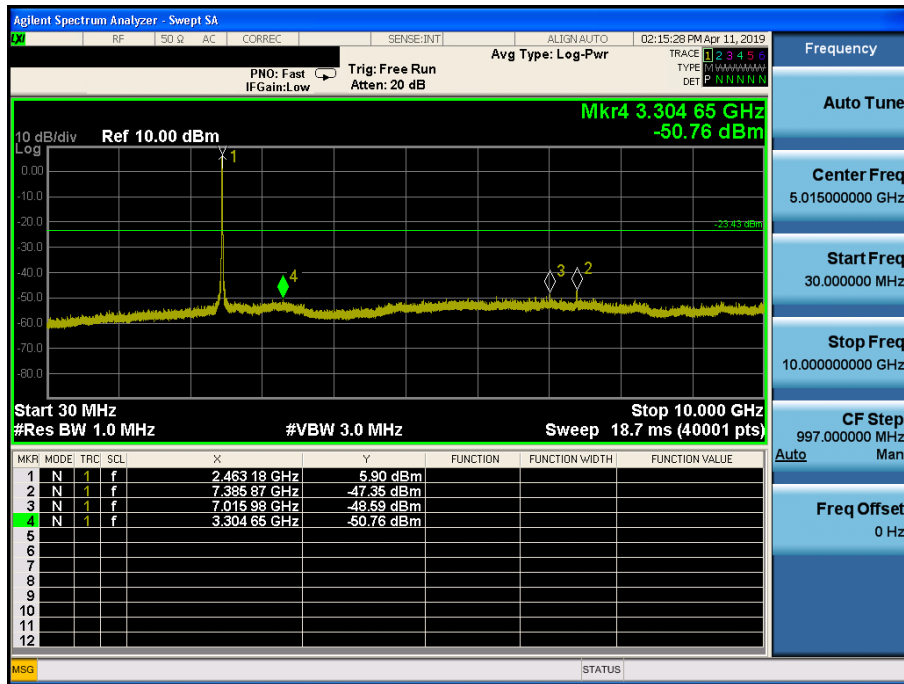 Agilent Spectrum Analyzer - Swept SA
LXI RF 50 Ω AC CORREC SENSE:INT ALIGN AUTO 02:15:28 PM Apr 11, 2019
Avg Type: Log-Pwr
TRACE 1 2 3 4 5 6
TYPE MWWWWW
DET P N N N N N
PNO: Fast
IFGain:Low
Trig: Free Run
Atten: 20 dB
Mkr4 3.304 65 GHz
-50.76 dBm
10 dB/div Ref 10.00 dBm
Log
1
0.00
-10.0
-20.0
-23.43 dBm
-30.0
-40.0
4
3
2
-50.0
-60.0
-70.0
-80.0
Start 30 MHz Stop 10.000 GHz
#Res BW 1.0 MHz #VBW 3.0 MHz Sweep 18.7 ms (40001 pts)
MKR MODE TRC SCL X Y FUNCTION FUNCTION WIDTH FUNCTION VALUE
1 N 1 f 2.463 18 GHz 5.90 dBm
2 N 1 f 7.385 87 GHz -47.35 dBm
3 N 1 f 7.015 98 GHz -48.59 dBm
4 N 1 f 3.304 65 GHz -50.76 dBm
5
6
7
8
9
10
11
12
MSG STATUS
Frequency
Auto Tune
Center Freq
5.015000000 GHz
Start Freq
30.000000 MHz
Stop Freq
10.000000000 GHz
CF Step
997.000000 MHz
Auto Man
Freq Offset
0 Hz